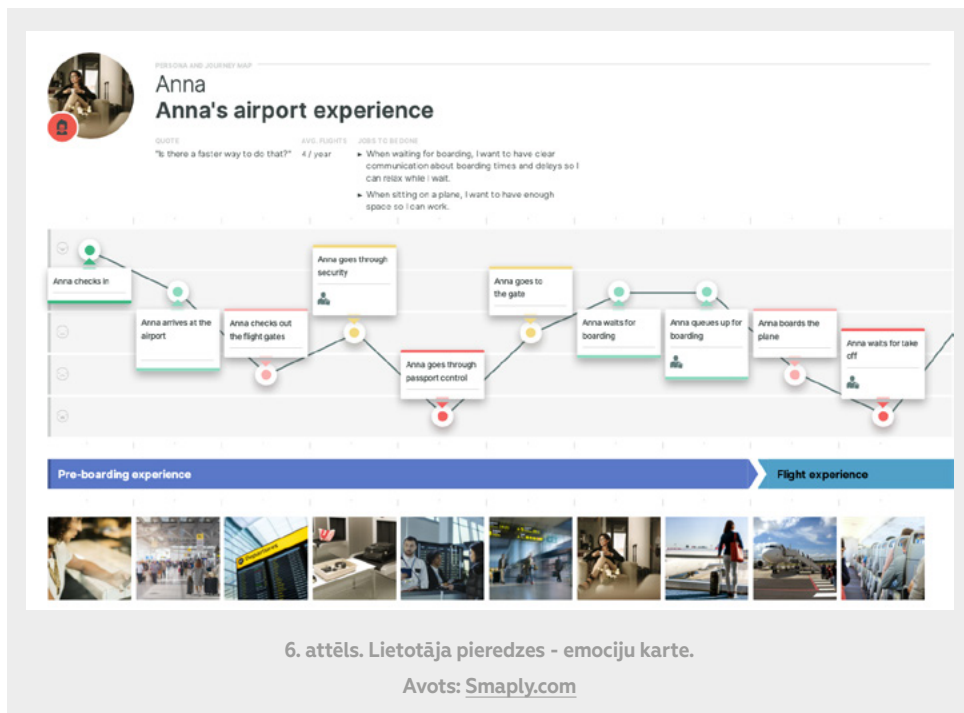 PERSONA AND JOURNEY MAP
Anna
Anna's airport experience
QUOTE
"Is there a faster way to do that?"
AVG. FLIGHTS
4 / year
JOBS TO BE DONE
► When waiting for boarding, I want to have clear
communication about boarding times and delays so I
can relax while I wait.
► When sitting on a plane, I want to have enough
space so I can work.
Anna checks in
Anna arrives at the
airport
Anna checks out
the flight gates
Anna goes through
security
Anna goes through
passport control
Anna goes to
the gate
Anna waits for
boarding
Anna queues up for
boarding
Anna boards the
plane
Anna waits for take
off
Pre-boarding experience
Flight experience
Departures
6. attēls. Lietotāja pieredzes - emociju karte.
Avots: Smaply.com